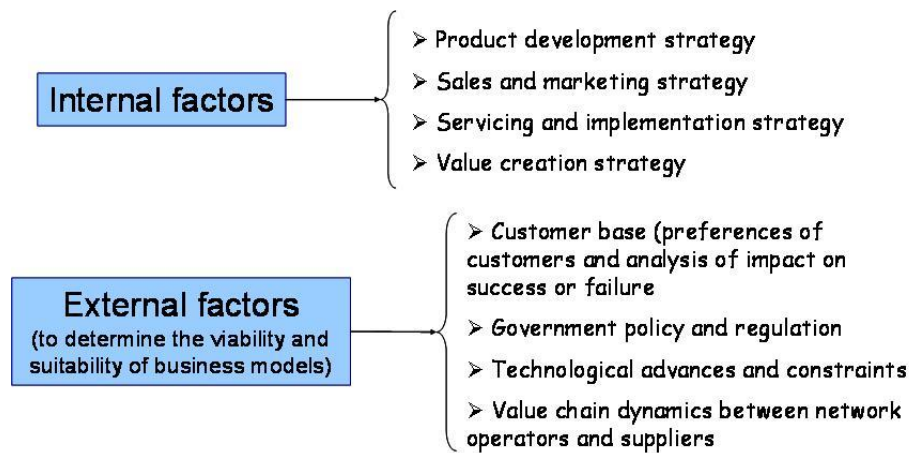 Internal factors
➢ Product development strategy
➢ Sales and marketing strategy
➢ Servicing and implementation strategy
➢ Value creation strategy
External factors
(to determine the viability and
suitability of business models)
➢ Customer base (preferences of
customers and analysis of impact on
success or failure
➢ Government policy and regulation
➢ Technological advances and constraints
➢ Value chain dynamics between network
operators and suppliers